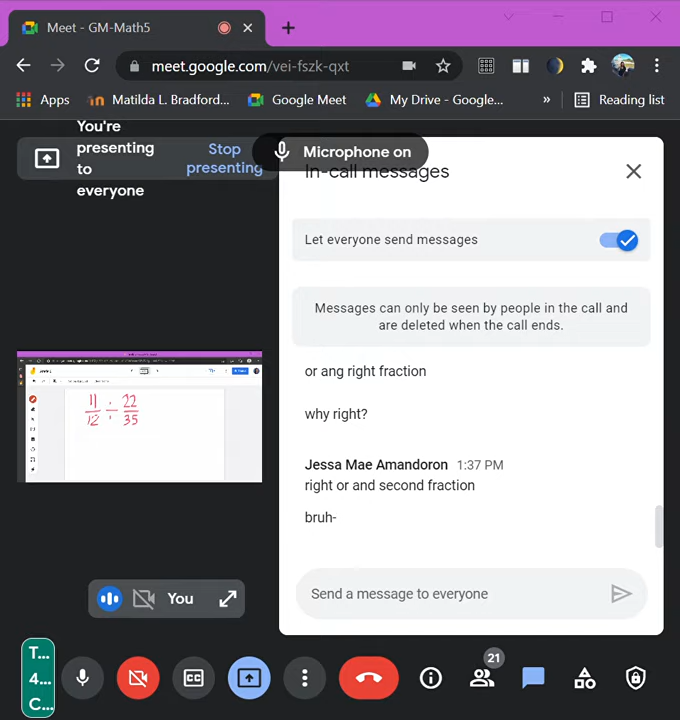 Meet - GM-Math5
meet.google.com/vei-fszk-qxt
Apps
Matilda L. Bradford...
Google Meet
My Drive - Google...
»
Reading list
You're
presenting
to
everyone
Stop
presenting
Microphone on
In-call messages
Let everyone send messages
Messages can only be seen by people in the call and
are deleted when the call ends.
or ang right fraction
why right?
Jessa Mae Amandoron 1:37 PM
right or and second fraction
bruh-
11/12 ÷ 22/35
Send a message to everyone
You
T...
4...
C...
CC
21